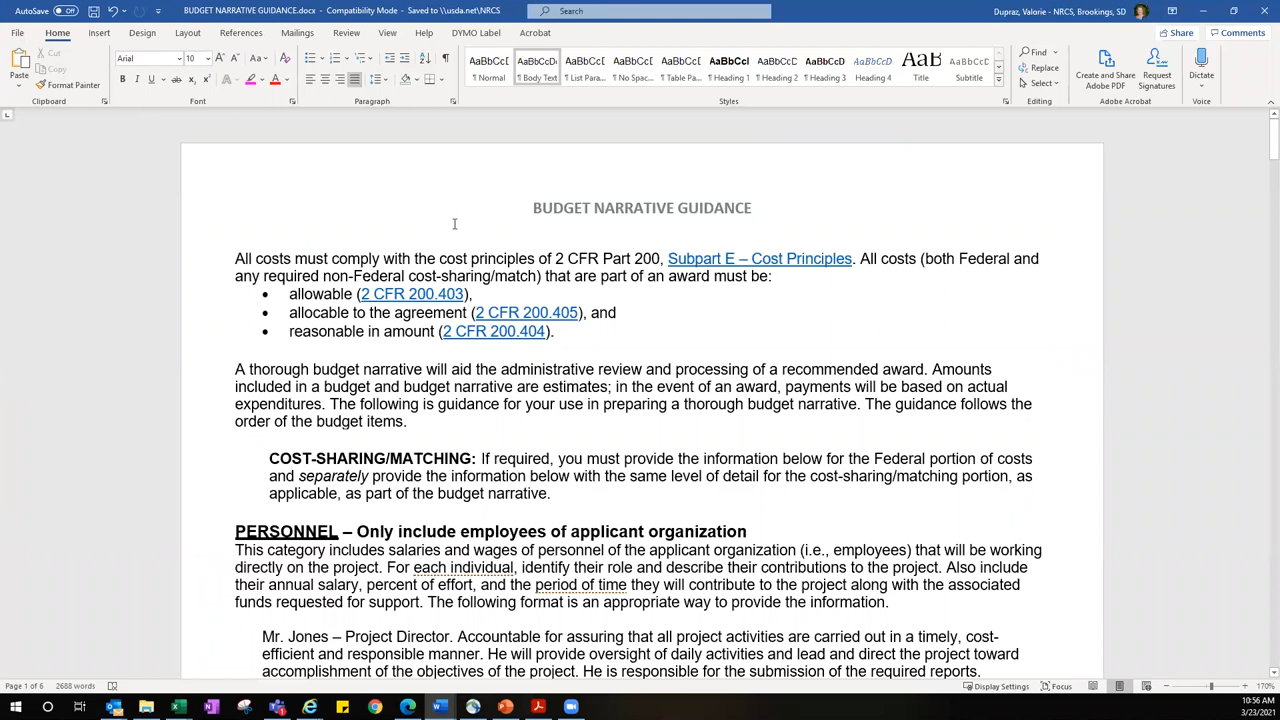 AutoSave Off BUDGET NARRATIVE GUIDANCE.docx - Compatibility Mode - Saved to \\usda.net\NRCS Search Dupraz, Valorie - NRCS, Brookings, SD
File Home Insert Design Layout References Mailings Review View Help DYMO Label Acrobat Share Comments
Paste Cut Copy Format Painter Clipboard
Arial 10 Font
Paragraph
AaBbCcI Normal AaBbCcDc Body Text AaBbCcI List Para... AaBbCcI No Spac... AaBbCcI Table Pa... AaBbC Heading 1 AaBbCcI Heading 2 AaBbCcI Heading 3 AaBbCcD Heading 4 AaB Title AaBbCcD Subtitle Styles
Find Replace Select Editing
Create and Share Adobe PDF Request Signatures Adobe Acrobat
Dictate Voice
BUDGET NARRATIVE GUIDANCE
All costs must comply with the cost principles of 2 CFR Part 200, Subpart E – Cost Principles. All costs (both Federal and
any required non-Federal cost-sharing/match) that are part of an award must be:
• allowable (2 CFR 200.403),
• allocable to the agreement (2 CFR 200.405), and
• reasonable in amount (2 CFR 200.404).
A thorough budget narrative will aid the administrative review and processing of a recommended award. Amounts
included in a budget and budget narrative are estimates; in the event of an award, payments will be based on actual
expenditures. The following is guidance for your use in preparing a thorough budget narrative. The guidance follows the
order of the budget items.
COST-SHARING/MATCHING: If required, you must provide the information below for the Federal portion of costs
and separately provide the information below with the same level of detail for the cost-sharing/matching portion, as
applicable, as part of the budget narrative.
PERSONNEL – Only include employees of applicant organization
This category includes salaries and wages of personnel of the applicant organization (i.e., employees) that will be working
directly on the project. For each individual, identify their role and describe their contributions to the project. Also include
their annual salary, percent of effort, and the period of time they will contribute to the project along with the associated
funds requested for support. The following format is an appropriate way to provide the information.
Mr. Jones – Project Director. Accountable for assuring that all project activities are carried out in a timely, cost-
efficient and responsible manner. He will provide oversight of daily activities and lead and direct the project toward
accomplishment of the objectives of the project. He is responsible for the submission of the required reports.
Page 1 of 6 2688 words Display Settings Focus 170%
10:56 AM
3/23/2021